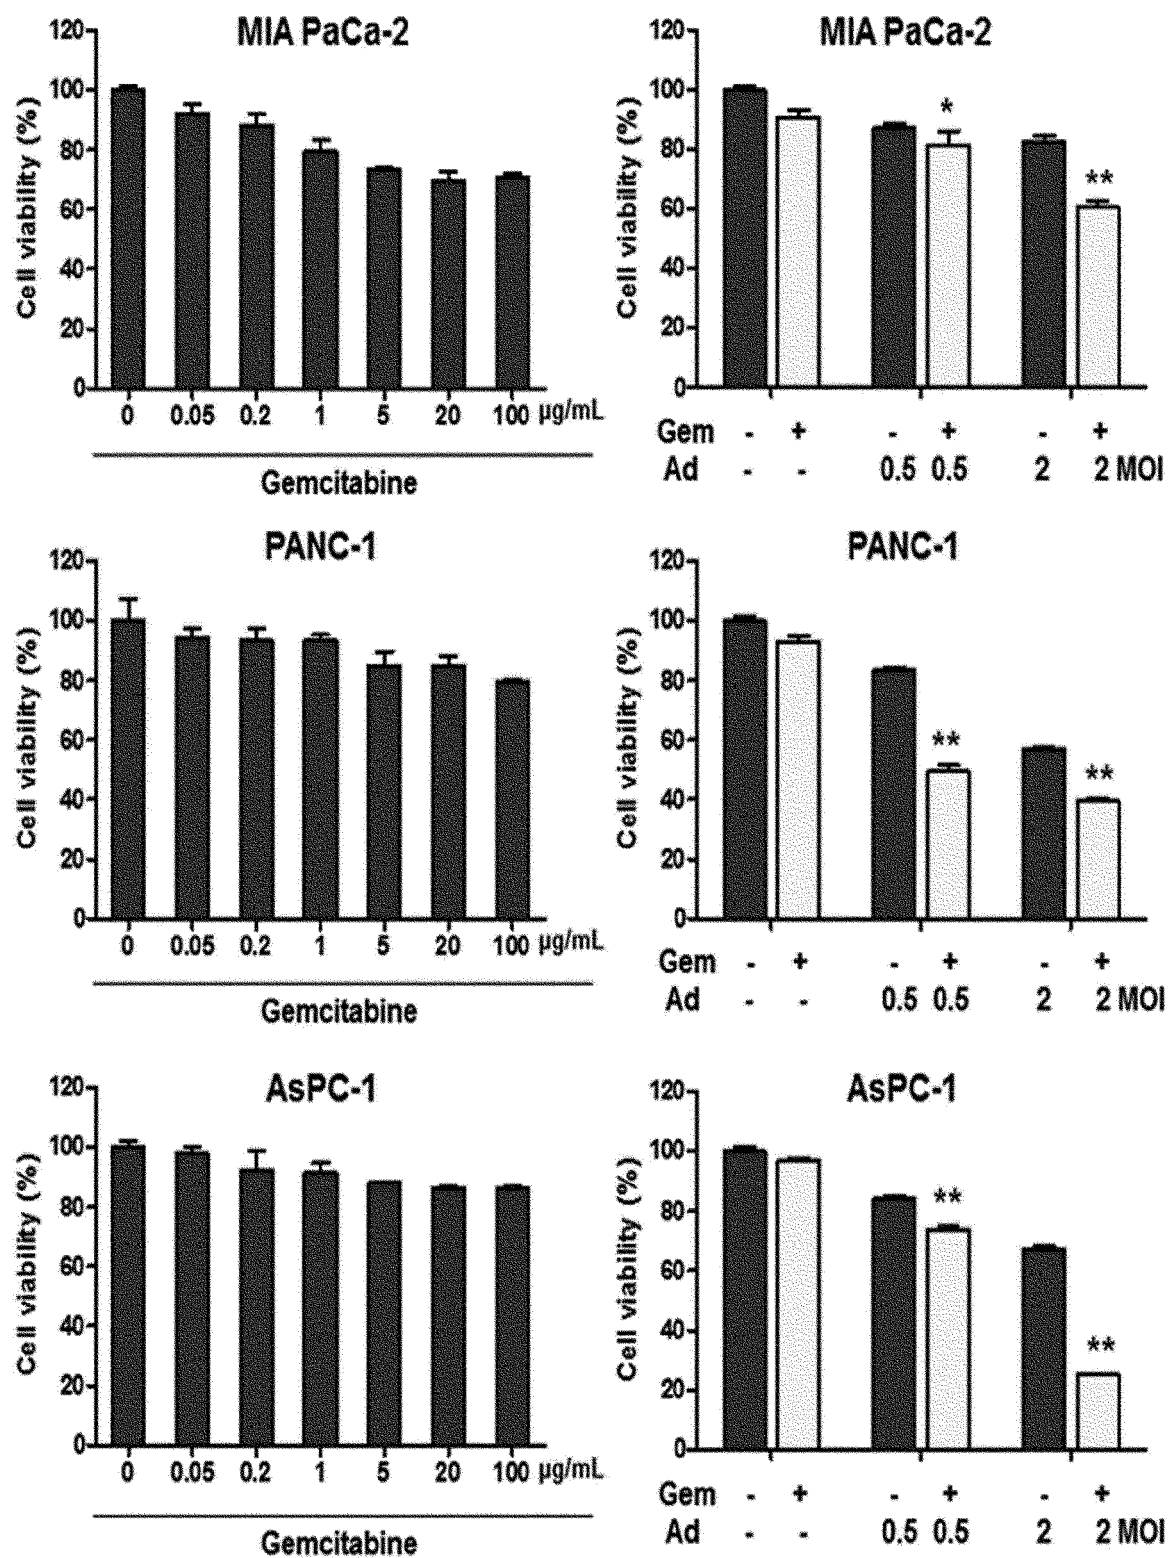 MIA PaCa-2
Cell viability (%)
120
100
80
60
40
20
0
0 0.05 0.2 1 5 20 100 µg/mL
Gemcitabine
MIA PaCa-2
Cell viability (%)
120
100
80
60
40
20
0
*
**
Gem - + - + - +
Ad - - 0.5 0.5 2 2 MOI
PANC-1
Cell viability (%)
120
100
80
60
40
20
0
0 0.05 0.2 1 5 20 100 µg/mL
Gemcitabine
PANC-1
Cell viability (%)
120
100
80
60
40
20
0
**
**
Gem - + - + - +
Ad - - 0.5 0.5 2 2 MOI
AsPC-1
Cell viability (%)
120
100
80
60
40
20
0
0 0.05 0.2 1 5 20 100 µg/mL
Gemcitabine
AsPC-1
Cell viability (%)
120
100
80
60
40
20
0
**
**
Gem - + - + - +
Ad - - 0.5 0.5 2 2 MOI